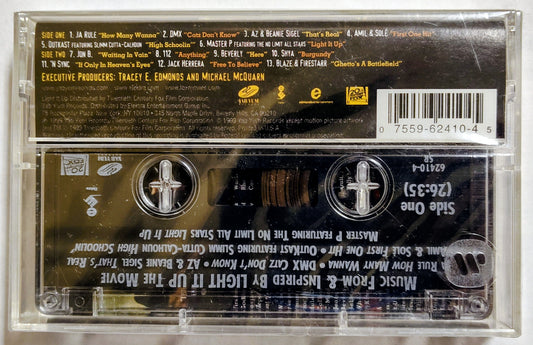 SIDE ONE 1. JA RULE "How Many Wanna" 2. DMX "Catz Don't Know" 3. AZ & BEANIE SIGEL "That's Real" 4. AMIL & SOLÉ "First One Hit"
5. OUTKAST FEATURING SLIMM CUTTA-CALHOUN "High Schoolin'" 6. MASTER P FEATURING THE NO LIMIT ALL STARS "Light It Up"
SIDE TWO 7. JON B. "Waiting In Vain" 8. 112 "Anything" 9. BEVERLY "Here" 10. SHYA "Burgundy"
11. 'N SYNC "If Only In Heaven's Eyes" 12. JACK HERRERA "Free To Believe" 13. BLAZE & FIRESTARR "Ghetto's A Battlefield"
EXECUTIVE PRODUCERS: TRACEY E. EDMONDS AND MICHAEL MCQUARN
YAB YUM
0 7559-62410-4 5
62410-4
Side One
(26:35)
MUSIC FROM & INSPIRED BY LIGHT IT UP THE MOVIE
JA RULE HOW MANY WANNA · DMX CATZ DON'T KNOW · AZ & BEANIE SIGEL THAT'S REAL
AMIL & SOLÉ FIRST ONE HIT · OUTKAST FEATURING SLIMM CUTTA-CALHOUN HIGH SCHOOLIN'
MASTER P FEATURING THE NO LIMIT ALL STARS LIGHT IT UP